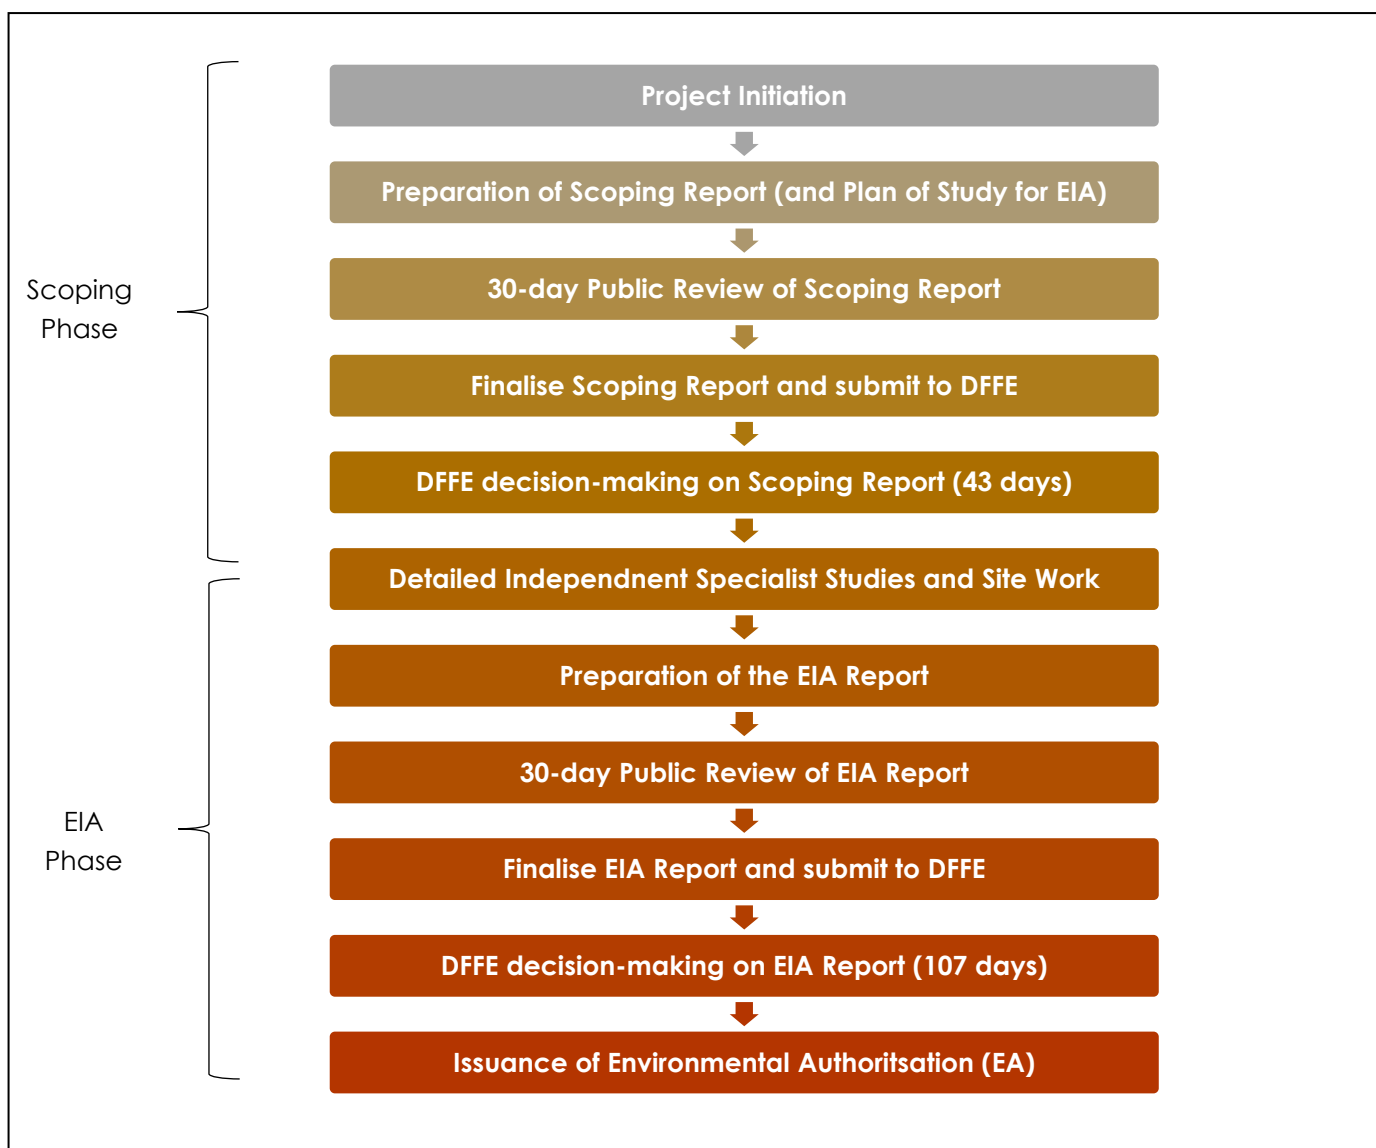 Project Initiation
Preparation of Scoping Report (and Plan of Study for EIA)
30-day Public Review of Scoping Report
Scoping
Phase
Finalise Scoping Report and submit to DFFE
DFFE decision-making on Scoping Report (43 days)
Detailed Independnent Specialist Studies and Site Work
Preparation of the EIA Report
30-day Public Review of EIA Report
EIA
Phase
Finalise EIA Report and submit to DFFE
DFFE decision-making on EIA Report (107 days)
Issuance of Environmental Authoritsation (EA)